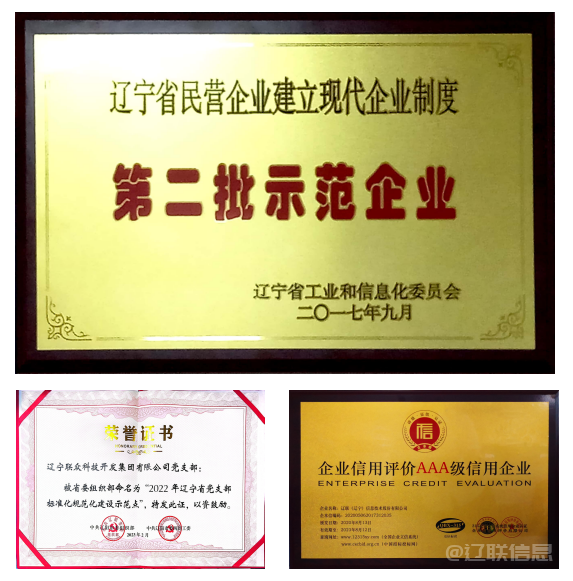 辽宁省民营企业建立现代企业制度
第二批示范企业
辽宁省工业和信息化委员会
二〇一七年九月
荣誉证书
辽宁联众科技开发集团有限公司党支部：
被省委组织部命名为“2022年辽宁省党支部
标准化规范化建设示范点”，特发此证，以资鼓励。
信
企业信用评价AAA级信用企业
ENTERPRISE CREDIT EVALUATION
@辽联信息